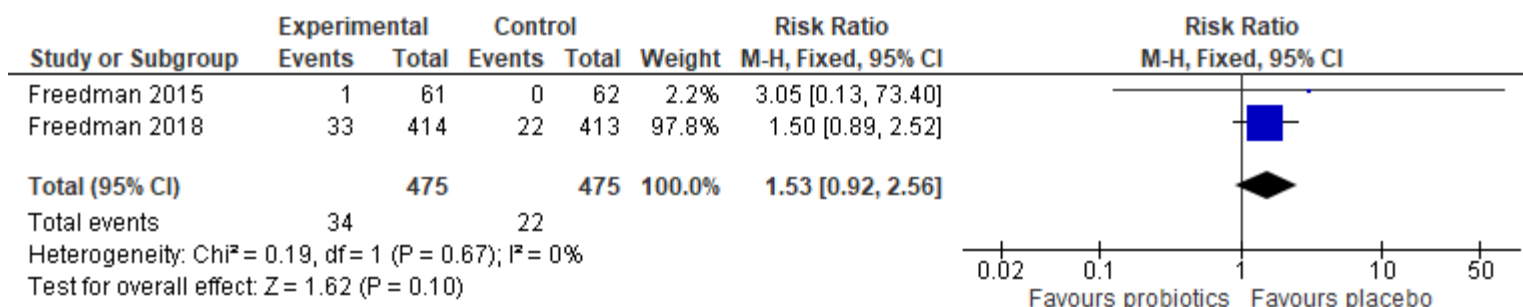 Experimental Control Risk Ratio Risk Ratio
Study or Subgroup Events Total Events Total Weight M-H, Fixed, 95% CI M-H, Fixed, 95% CI
Freedman 2015 1 61 0 62 2.2% 3.05 [0.13, 73.40]
Freedman 2018 33 414 22 413 97.8% 1.50 [0.89, 2.52]
Total (95% CI) 475 475 100.0% 1.53 [0.92, 2.56]
Total events 34 22
Heterogeneity: Chi² = 0.19, df = 1 (P = 0.67); I² = 0%
Test for overall effect: Z = 1.62 (P = 0.10)
0.02 0.1 1 10 50
Favours probiotics Favours placebo